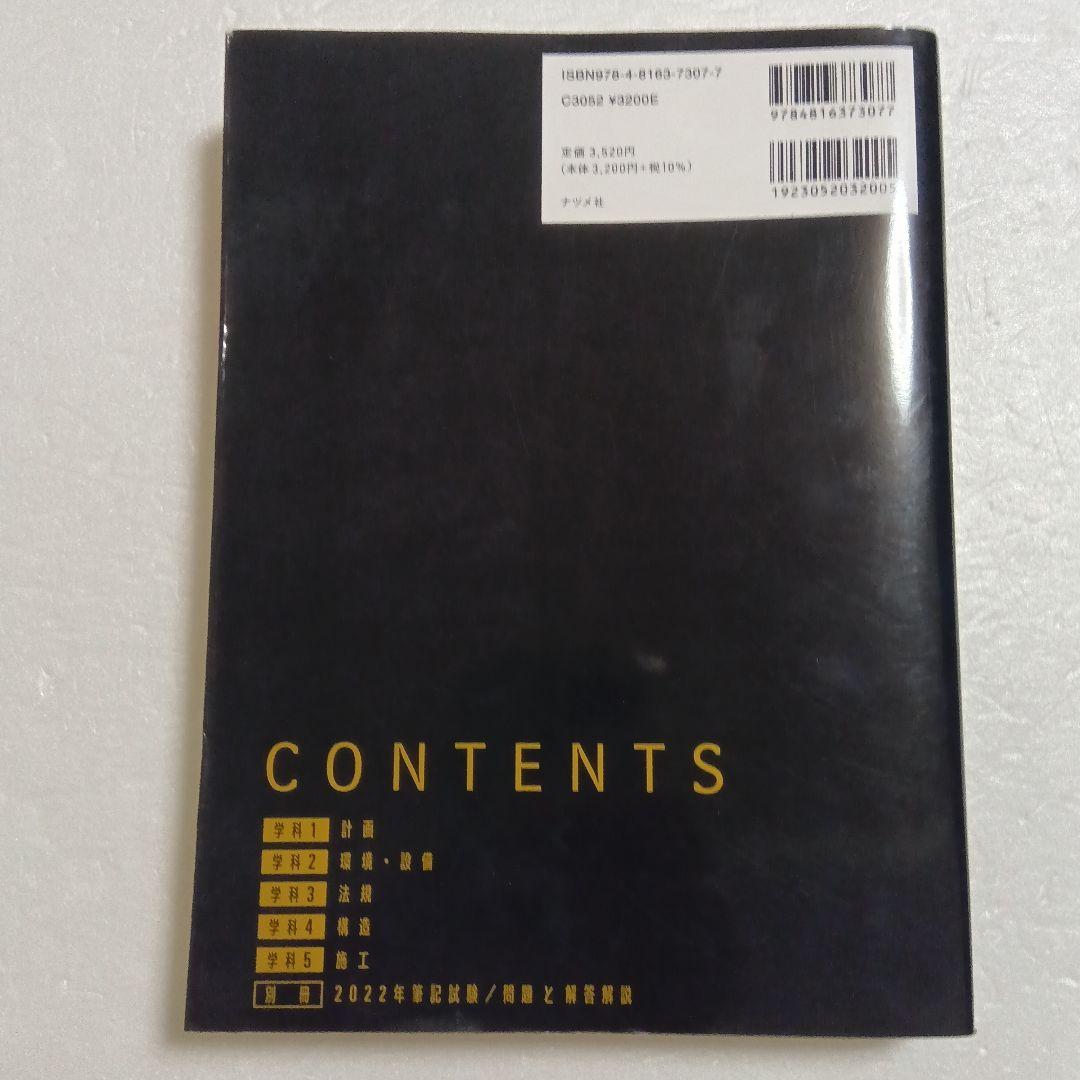 ISBN978-4-8163-7307-7
C3052 ¥3200E
9784816373077
定価 3,520円
(本体 3,200円+税10%)
1923052032005
ナツメ社
CONTENTS
学科1 計画
学科2 環境・設備
学科3 法規
学科4 構造
学科5 施工
別冊 2022年筆記試験/問題と解答解説